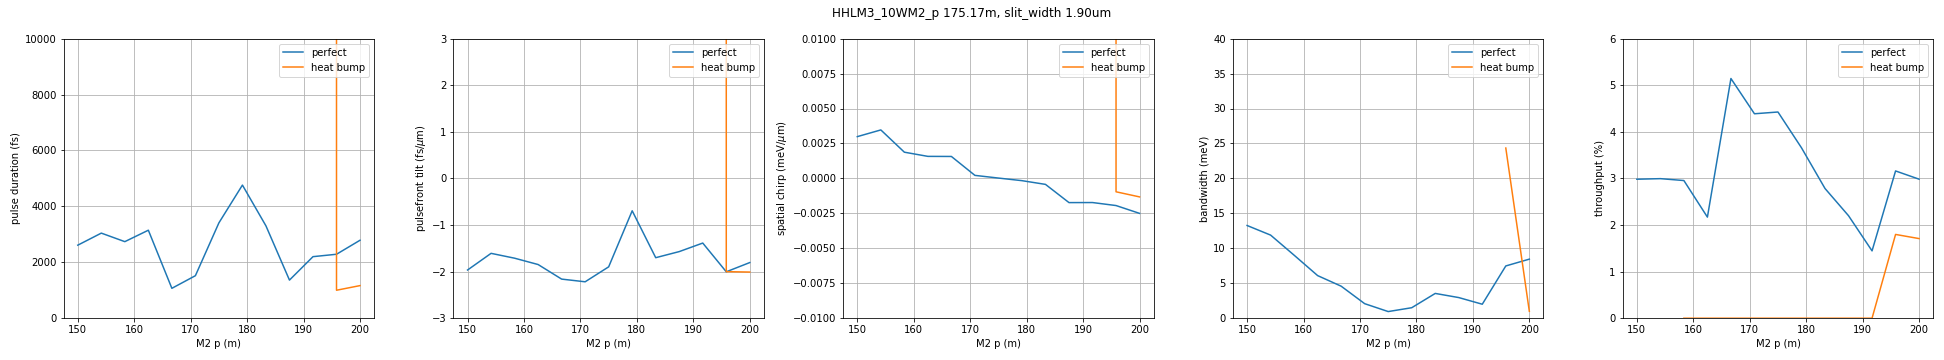 HHLM3_10WM2_p 175.17m, slit_width 1.90um
pulse duration (fs)
10000
8000
6000
4000
2000
0
150 160 170 180 190 200
M2 p (m)
perfect
heat bump
pulsefront tilt (fs/μm)
3
2
1
0
−1
−2
−3
150 160 170 180 190 200
M2 p (m)
perfect
heat bump
spatial chirp (meV/μm)
0.0100
0.0075
0.0050
0.0025
0.0000
−0.0025
−0.0050
−0.0075
−0.0100
150 160 170 180 190 200
M2 p (m)
perfect
heat bump
bandwidth (meV)
40
35
30
25
20
15
10
5
0
150 160 170 180 190 200
M2 p (m)
perfect
heat bump
throughput (%)
6
5
4
3
2
1
0
150 160 170 180 190 200
M2 p (m)
perfect
heat bump